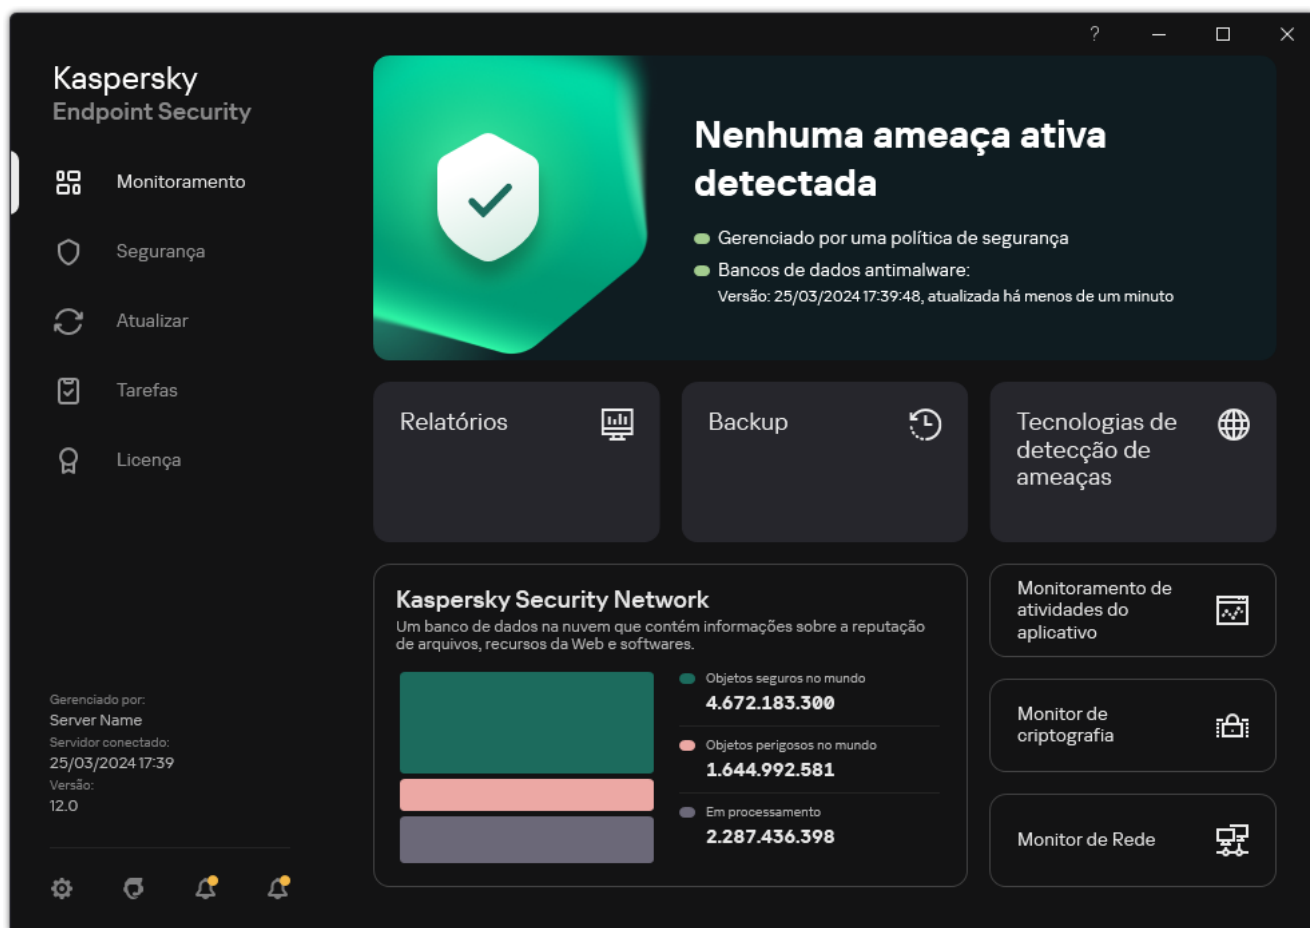 ?
Kaspersky
Endpoint Security
Monitoramento
Segurança
Atualizar
Tarefas
Licença
Gerenciado por:
Server Name
Servidor conectado:
25/03/2024 17:39
Versão:
12.0
Nenhuma ameaça ativa
detectada
Gerenciado por uma política de segurança
Bancos de dados antimalware:
Versão: 25/03/2024 17:39:48, atualizada há menos de um minuto
Relatórios
Backup
Tecnologias de
detecção de
ameaças
Kaspersky Security Network
Um banco de dados na nuvem que contém informações sobre a reputação
de arquivos, recursos da Web e softwares.
Objetos seguros no mundo
4.672.183.300
Objetos perigosos no mundo
1.644.992.581
Em processamento
2.287.436.398
Monitoramento de
atividades do
aplicativo
Monitor de
criptografia
Monitor de Rede